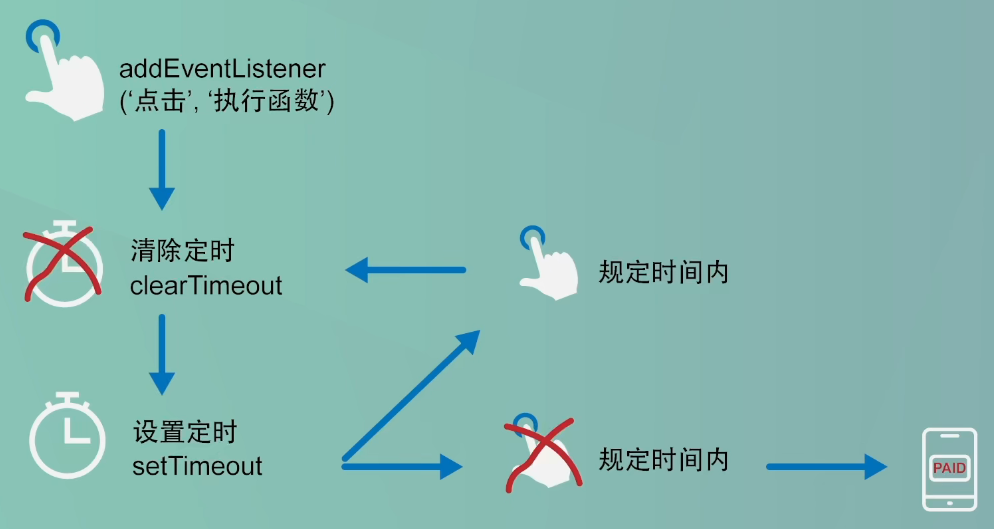 addEventListener
(‘点击’, ‘执行函数’)
清除定时
clearTimeout
规定时间内
设置定时
setTimeout
规定时间内
PAID